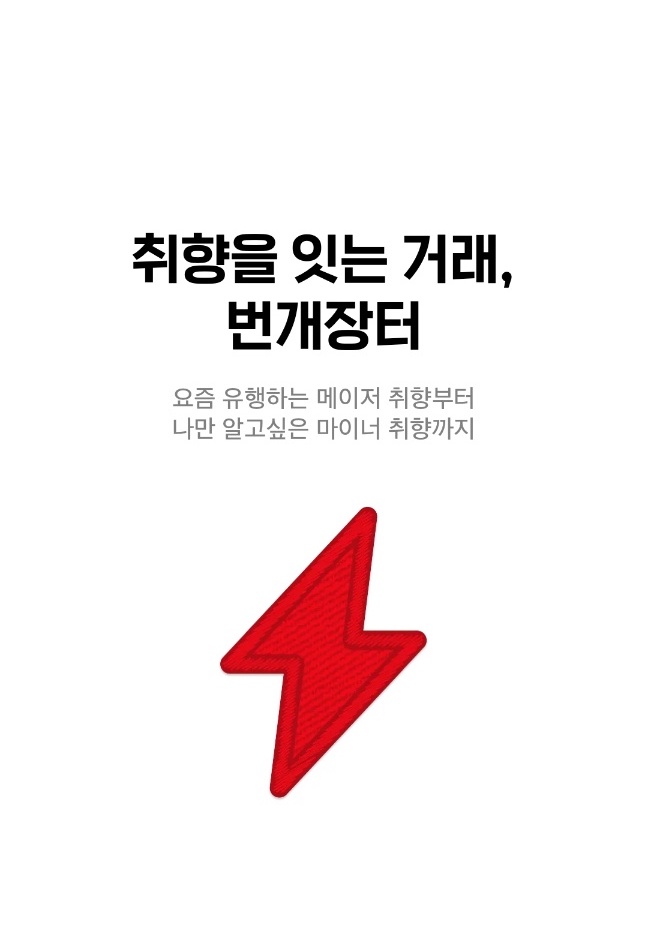 취향을 잇는 거래,
번개장터
요즘 유행하는 메이저 취향부터
나만 알고싶은 마이너 취향까지